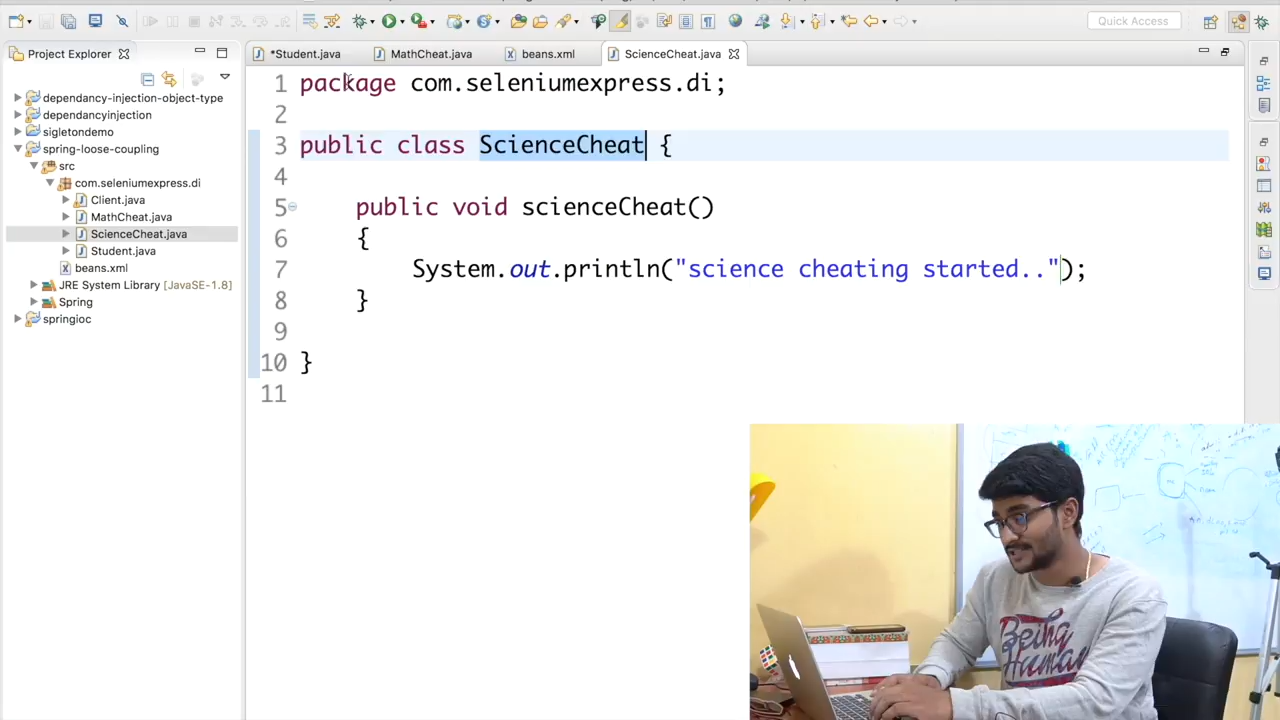 Quick Access
Project Explorer
*Student.java
MathCheat.java
beans.xml
ScienceCheat.java
dependancy-injection-object-type
dependancyinjection
sigletondemo
spring-loose-coupling
src
com.seleniumexpress.di
Client.java
MathCheat.java
ScienceCheat.java
Student.java
beans.xml
JRE System Library [JavaSE-1.8]
Spring
springioc
1 package com.seleniumexpress.di;
2
3 public class ScienceCheat {
4
5 public void scienceCheat()
6 {
7 System.out.println("science cheating started..");
8 }
9
10 }
11
Being
Human